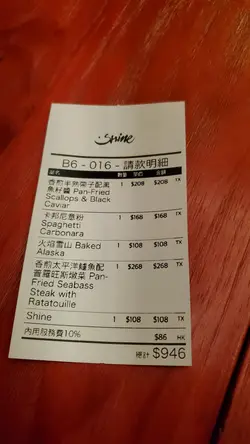 Shine
B6 - 016 - 請款明細
品名 數量 單價 金額
香煎半熟帶子配黑 1 $208 $208 TX
魚籽醬 Pan-Fried
Scallops & Black
Caviar
卡邦尼意粉 1 $168 $168 TX
Spaghetti
Carbonara
火焰雪山 Baked 1 $108 $108 TX
Alaska
香煎太平洋鱸魚配 1 $268 $268 TX
普羅旺斯燉菜 Pan-
Fried Seabass
Steak with
Ratatouille
Shine 1 $108 $108 TX
內用服務費10% $86
總計 $946